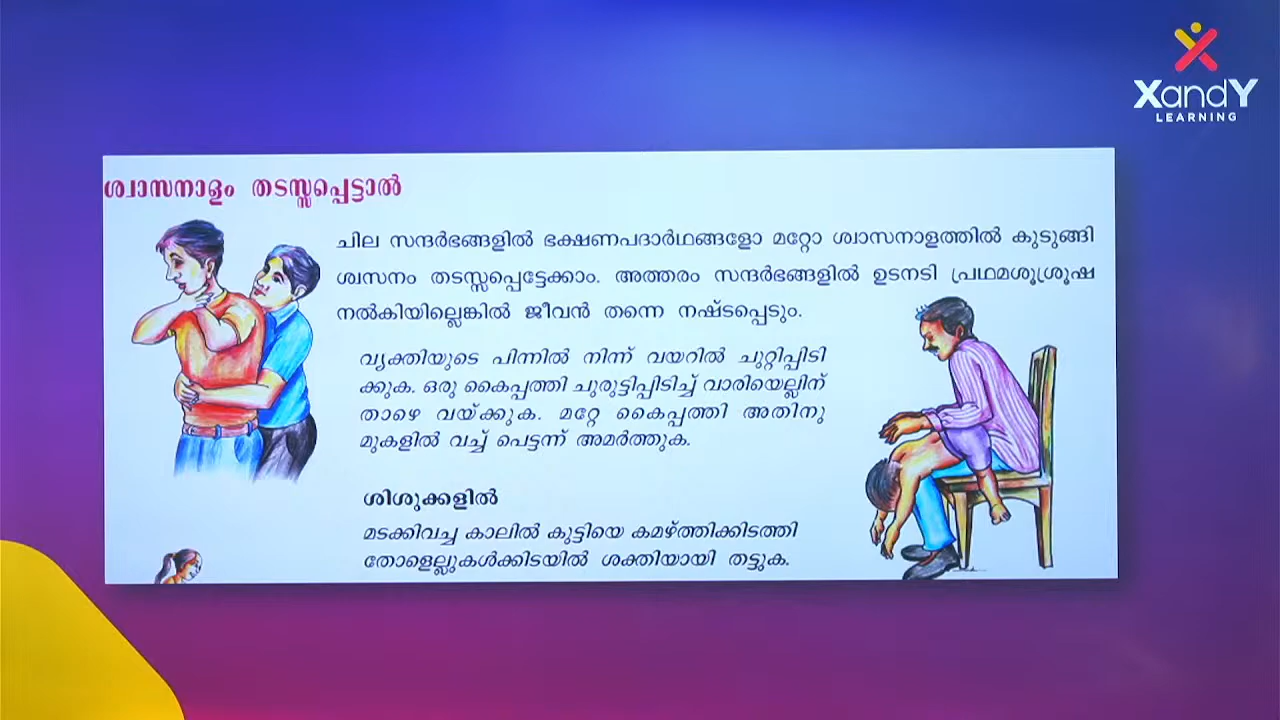 XandY
LEARNING
ശ്വാസനാളം തടസ്സപ്പെട്ടാൽ
ചില സന്ദർഭങ്ങളിൽ ഭക്ഷണപദാർഥങ്ങളോ മറ്റോ ശ്വാസനാളത്തിൽ കുടുങ്ങി
ശ്വസനം തടസ്സപ്പെട്ടേക്കാം. അത്തരം സന്ദർഭങ്ങളിൽ ഉടനടി പ്രഥമശുശ്രൂഷ
നൽകിയില്ലെങ്കിൽ ജീവൻ തന്നെ നഷ്ടപ്പെടും.
വ്യക്തിയുടെ പിന്നിൽ നിന്ന് വയറിൽ ചുറ്റിപ്പിടി
ക്കുക. ഒരു കൈപ്പത്തി ചുരുട്ടിപ്പിടിച്ച് വാരിയെല്ലിന്
താഴെ വയ്ക്കുക. മറ്റേ കൈപ്പത്തി അതിനു
മുകളിൽ വച്ച് പെട്ടന്ന് അമർത്തുക.
ശിശുക്കളിൽ
മടക്കിവച്ച കാലിൽ കുട്ടിയെ കമഴ്ത്തിക്കിടത്തി
തോളെല്ലുകൾക്കിടയിൽ ശക്തിയായി തട്ടുക.